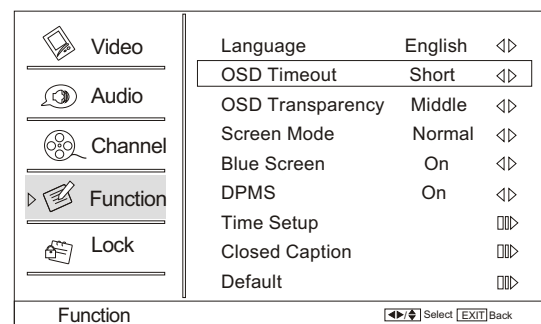 Video
Audio
Channel
Function
Lock
Language English
OSD Timeout Short
OSD Transparency Middle
Screen Mode Normal
Blue Screen On
DPMS On
Time Setup
Closed Caption
Default
Function
/ Select EXIT Back